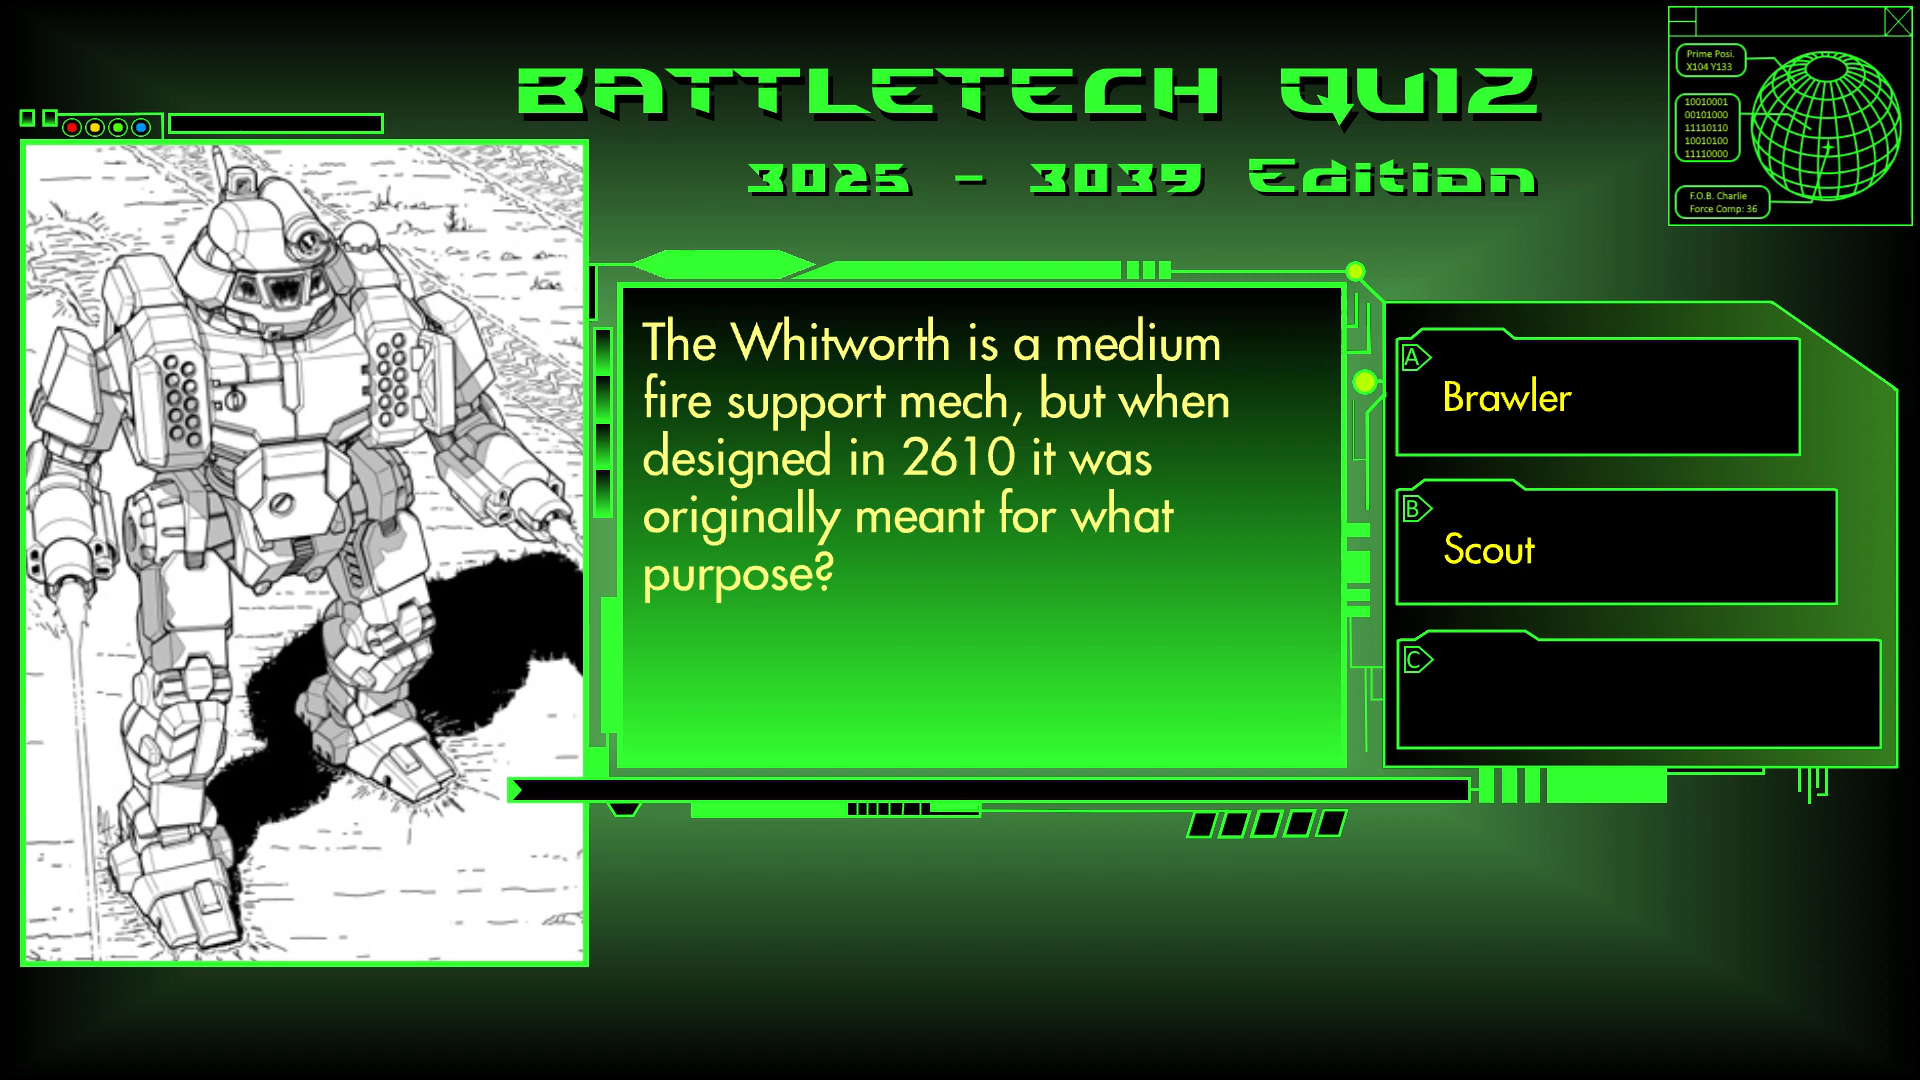 BATTLETECH QUIZ
3025 - 3039 Edition
Prime Posi.
X104 Y133
10010001
00101000
11110110
10010100
11110000
F.O.B. Charlie
Force Comp: 36
The Whitworth is a medium
fire support mech, but when
designed in 2610 it was
originally meant for what
purpose?
A
Brawler
B
Scout
C